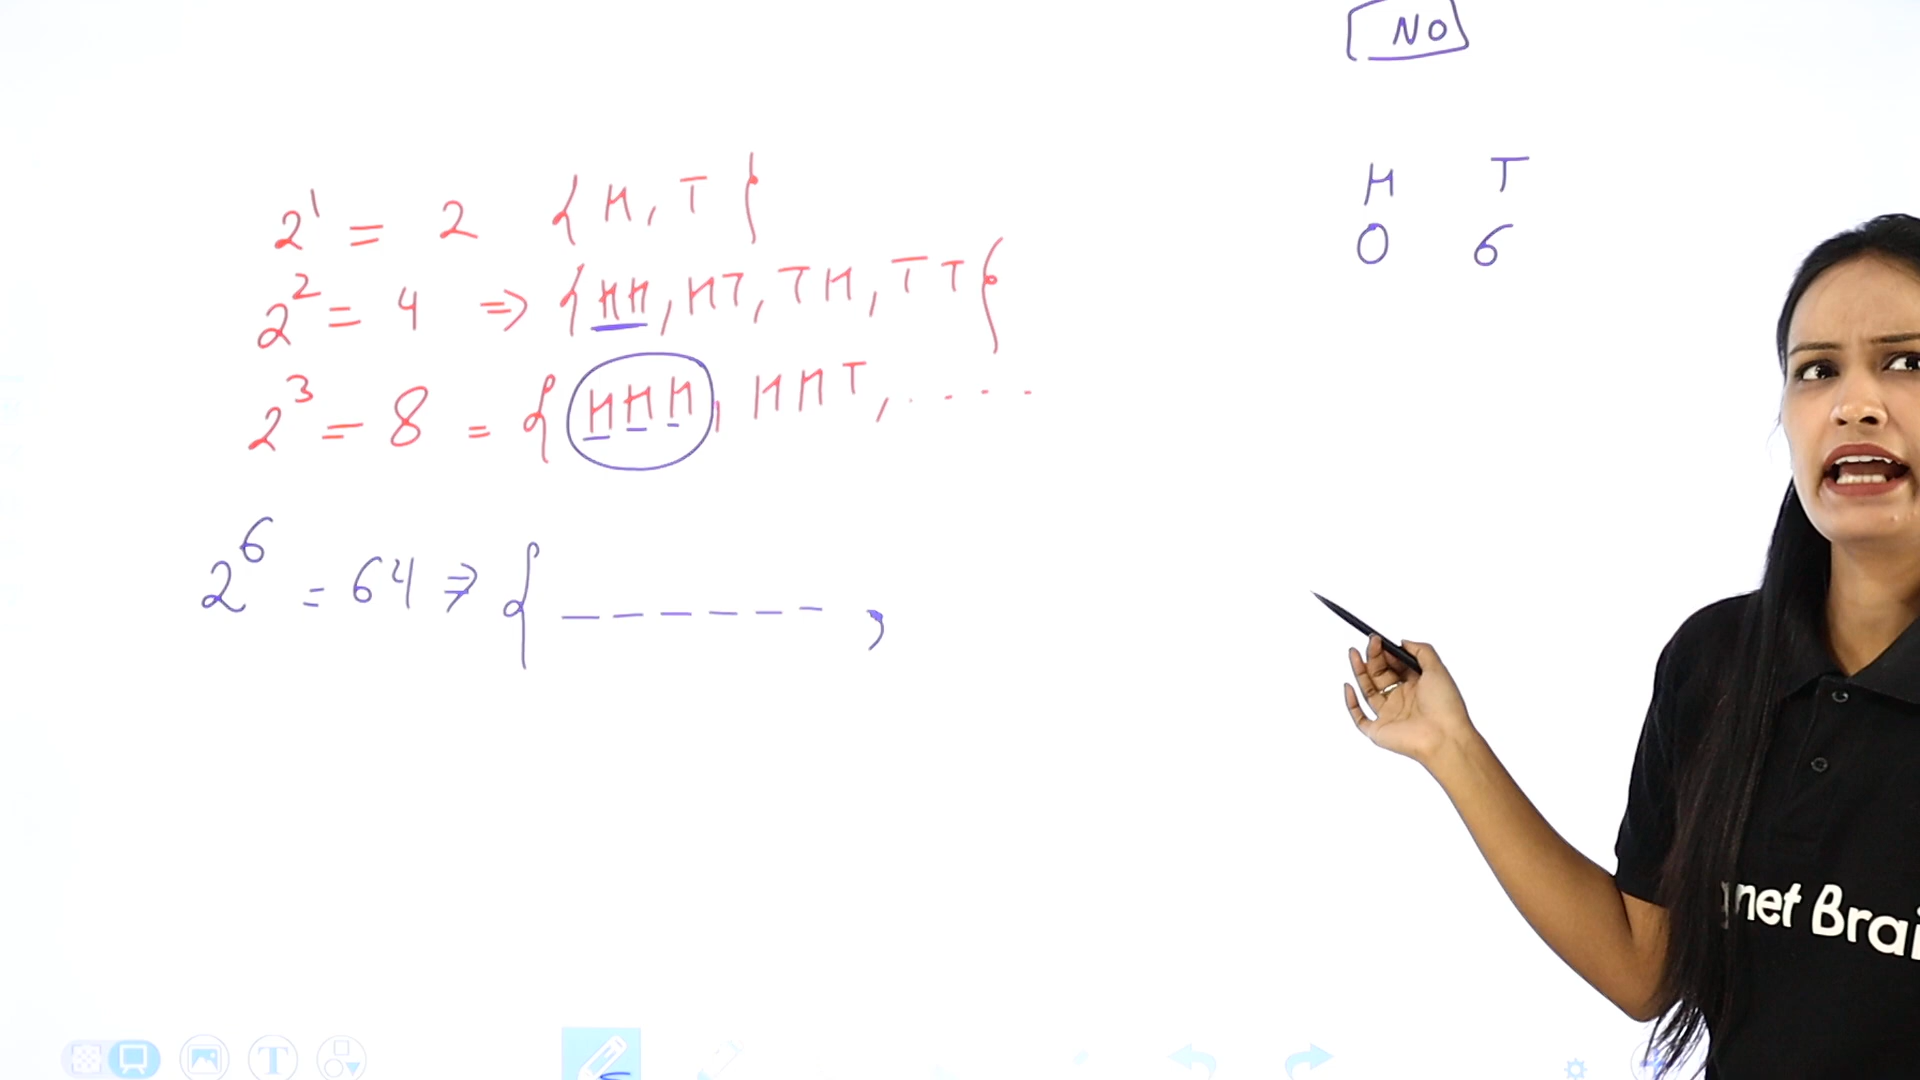 NO
H T
0 6
2¹ = 2 {H, T}
2² = 4 => {HH, HT, TH, TT}
2³ = 8 = {HHH, HHT, ....
2⁶ = 64 => {_ _ _ _ _ _ ,
T
net Brai